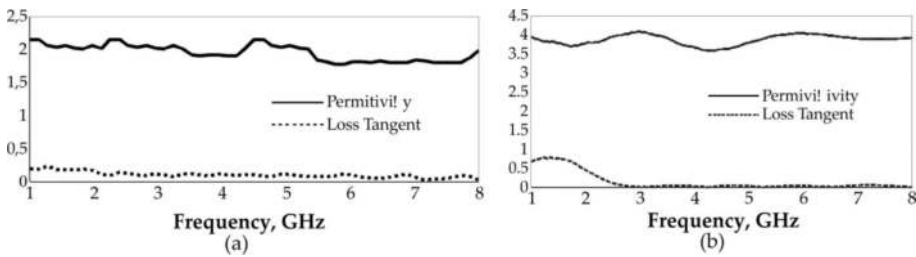 2,5
2
1,5
1
0,5
0
1 2 3 4 5 6 7 8
Permitivi! y
Loss Tangent
Frequency, GHz
(a)
4.5
4
3.5
3
2.5
2
1.5
1
0.5
0
1 2 3 4 5 6 7 8
Permivi! ivity
Loss Tangent
Frequency, GHz
(b)